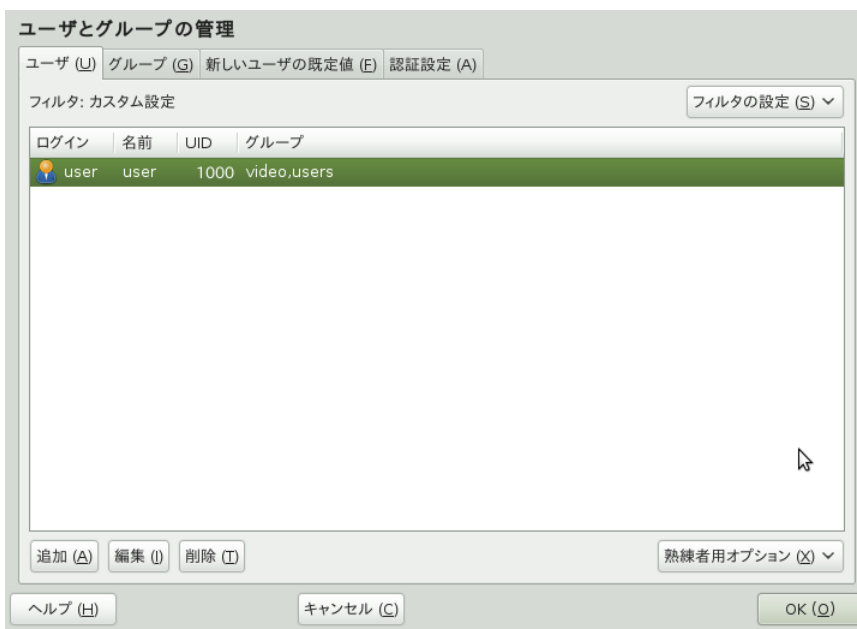 ユーザとグループの管理
ユーザ (U) グループ (G) 新しいユーザの既定値 (F) 認証設定 (A)
フィルタ: カスタム設定 フィルタの設定 (S)
ログイン 名前 UID グループ
user user 1000 video,users
追加 (A) 編集 (I) 削除 (T) 熟練者用オプション (X)
ヘルプ (H) キャンセル (C) OK (O)